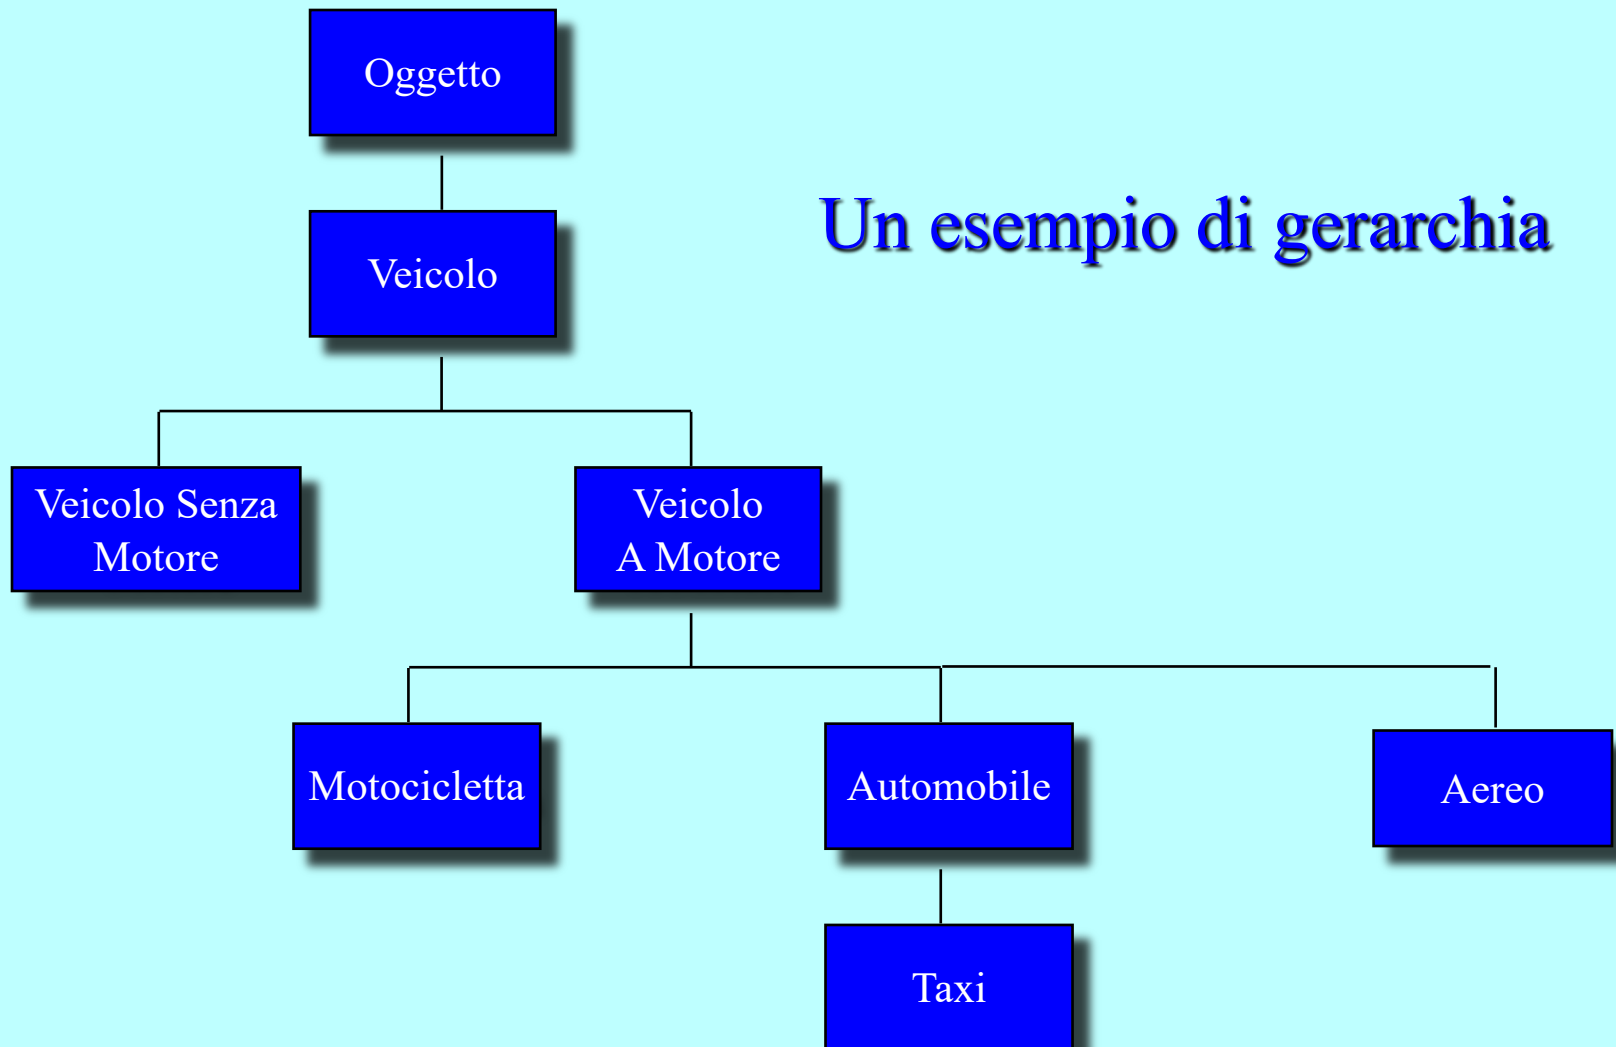 Oggetto
Un esempio di gerarchia
Veicolo
Veicolo Senza
Motore
Veicolo
A Motore
Motocicletta
Automobile
Aereo
Taxi